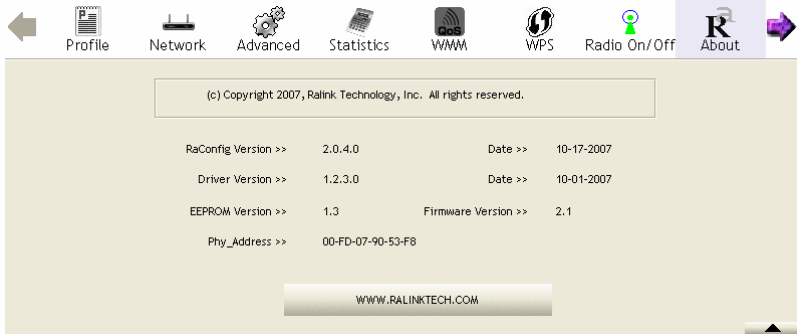 Profile Network Advanced Statistics WMM WPS Radio On/Off About
QoS
(c) Copyright 2007, Ralink Technology, Inc. All rights reserved.
RaConfig Version >> 2.0.4.0 Date >> 10-17-2007
Driver Version >> 1.2.3.0 Date >> 10-01-2007
EEPROM Version >> 1.3 Firmware Version >> 2.1
Phy_Address >> 00-FD-07-90-53-F8
WWW.RALINKTECH.COM